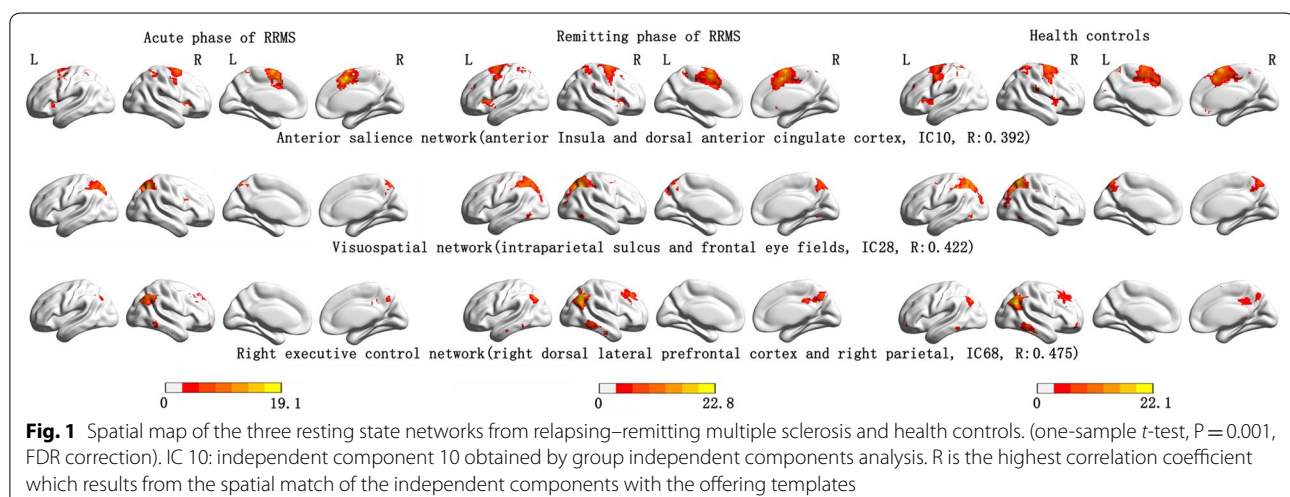 Acute phase of RRMS
Remitting phase of RRMS
Health controls
L R L R
L R L R
L R L R
Anterior salience network(anterior Insula and dorsal anterior cingulate cortex, IC10, R:0.392)
Visuospatial network(intraparietal sulcus and frontal eye fields, IC28, R:0.422)
Right executive control network(right dorsal lateral prefrontal cortex and right parietal, IC68, R:0.475)
0 19.1
0 22.8
0 22.1
Fig. 1 Spatial map of the three resting state networks from relapsing–remitting multiple sclerosis and health controls. (one-sample t-test, P = 0.001,
FDR correction). IC 10: independent component 10 obtained by group independent components analysis. R is the highest correlation coefficient
which results from the spatial match of the independent components with the offering templates